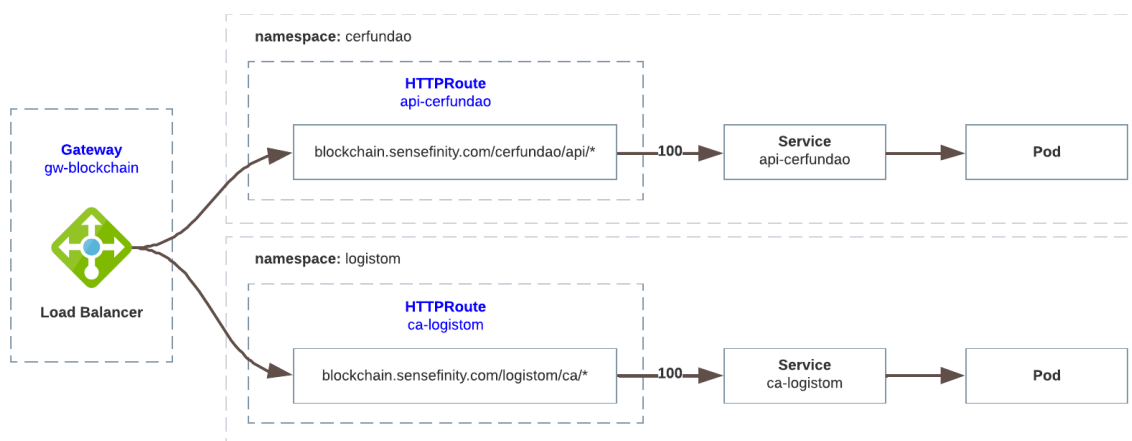 namespace: cerfundao
HTTPRoute
api-cerfundao
Gateway
gw-blockchain
blockchain.sensefinity.com/cerfundao/api/*
100
Service
api-cerfundao
Pod
Load Balancer
namespace: logistom
HTTPRoute
ca-logistom
blockchain.sensefinity.com/logistom/ca/*
100
Service
ca-logistom
Pod